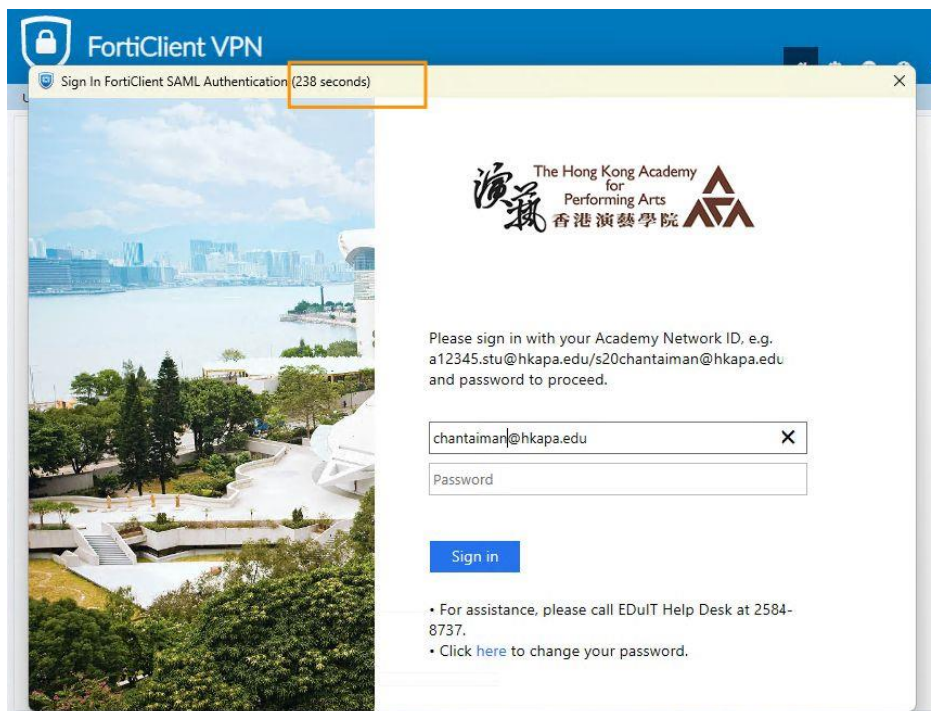 FortiClient VPN
Sign In FortiClient SAML Authentication (238 seconds)
演藝
The Hong Kong Academy
for
Performing Arts
香港演藝學院
Please sign in with your Academy Network ID, e.g.
a12345.stu@hkapa.edu/s20chantaiman@hkapa.edu
and password to proceed.
chantaiman@hkapa.edu
Password
Sign in
• For assistance, please call EDuIT Help Desk at 2584-
8737.
• Click here to change your password.